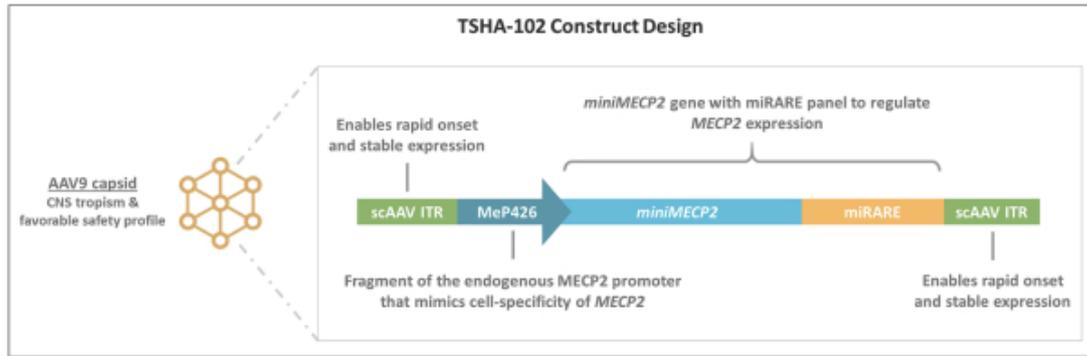 TSHA-102 Construct Design
miniMECP2 gene with miRARE panel to regulate
MECP2 expression
Enables rapid onset
and stable expression
AAV9 capsid
CNS tropism &
favorable safety profile
scAAV ITR MeP426 miniMECP2 miRARE scAAV ITR
Fragment of the endogenous MECP2 promoter
that mimics cell-specificity of MECP2
Enables rapid onset
and stable expression